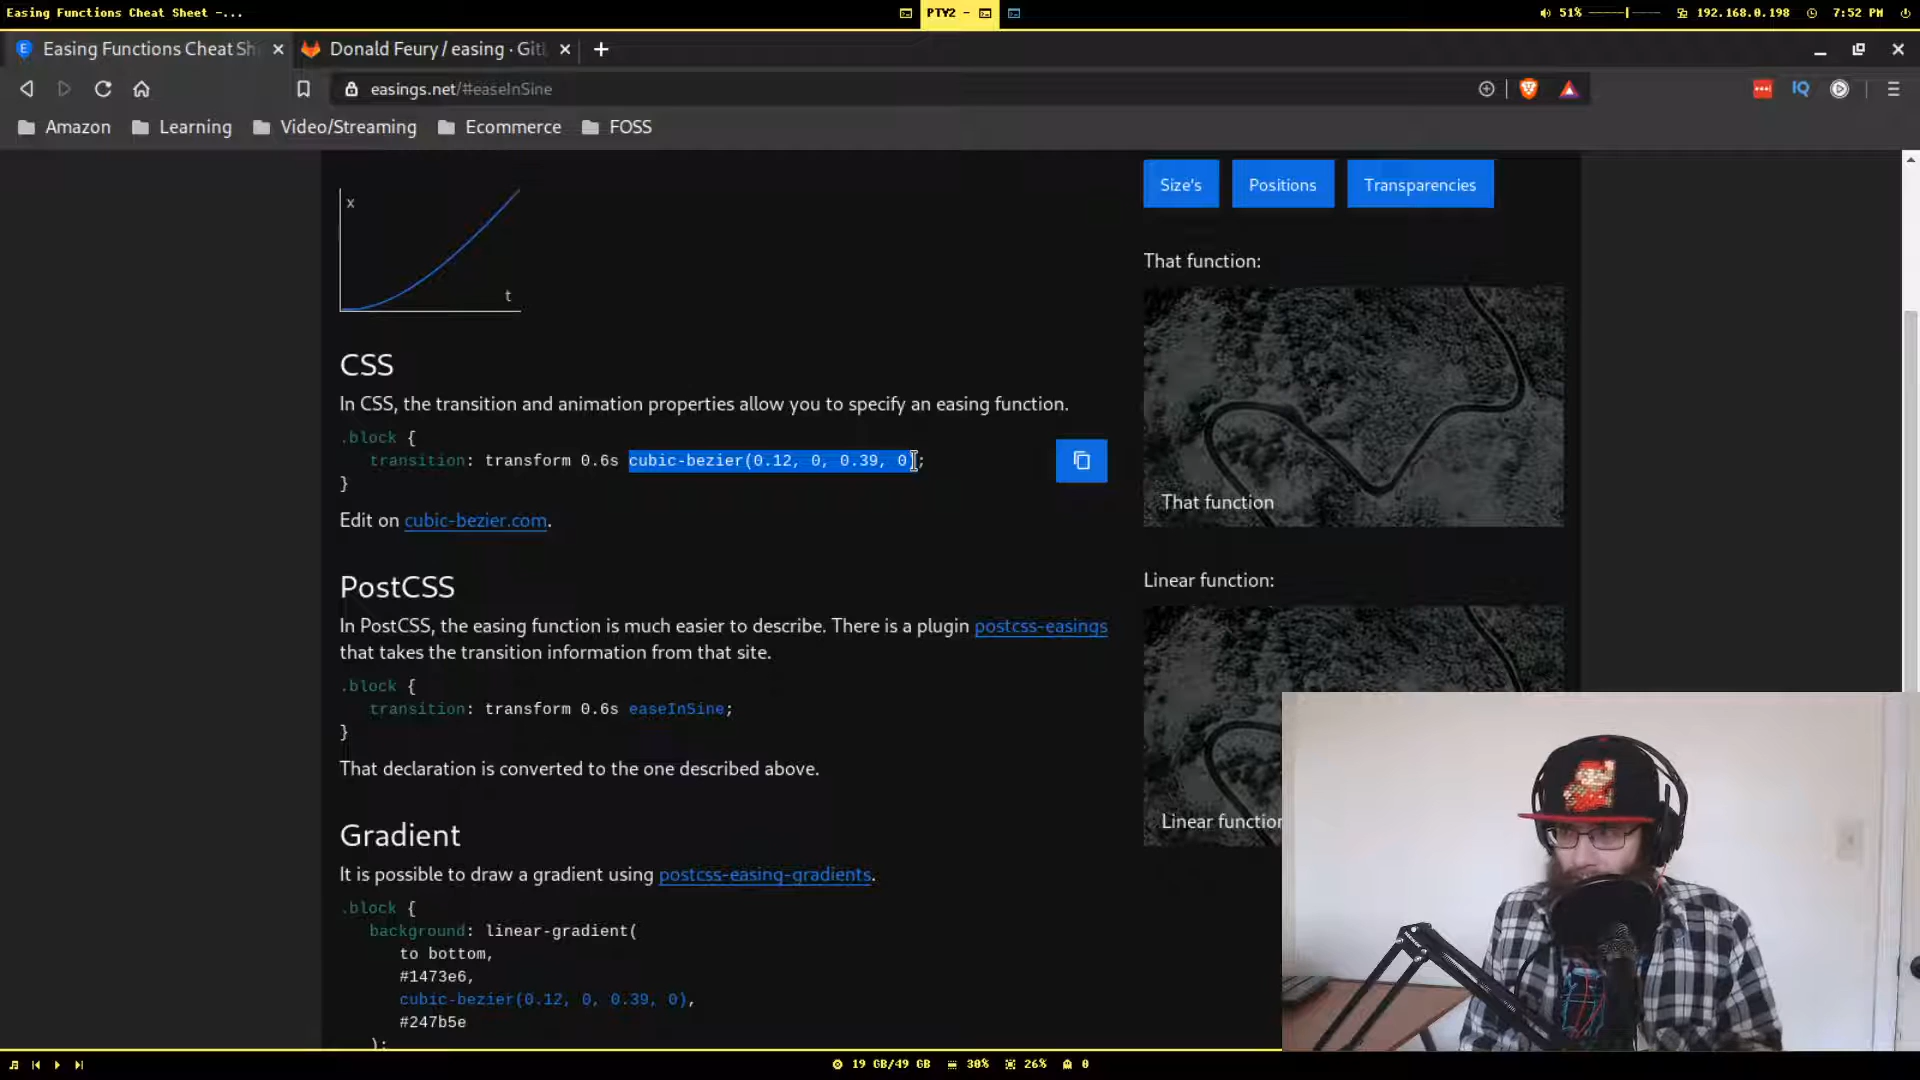 Easing Functions Cheat Sheet -...
PTY2 -
51%
192.168.0.198
7:52 PM
Easing Functions Cheat Sh
Donald Feury / easing · Gitl
easings.net/#easeInSine
IQ
Amazon
Learning
Video/Streaming
Ecommerce
FOSS
x
t
Size's
Positions
Transparencies
That function:
That function
CSS
In CSS, the transition and animation properties allow you to specify an easing function.
.block {
transition: transform 0.6s cubic-bezier(0.12, 0, 0.39, 0);
}
Edit on cubic-bezier.com.
Linear function:
Linear function
PostCSS
In PostCSS, the easing function is much easier to describe. There is a plugin postcss-easings
that takes the transition information from that site.
.block {
transition: transform 0.6s easeInSine;
}
That declaration is converted to the one described above.
Gradient
It is possible to draw a gradient using postcss-easing-gradients.
.block {
background: linear-gradient(
to bottom,
#1473e6,
cubic-bezier(0.12, 0, 0.39, 0),
#247b5e
);
19 GB/49 GB
30%
26%
0